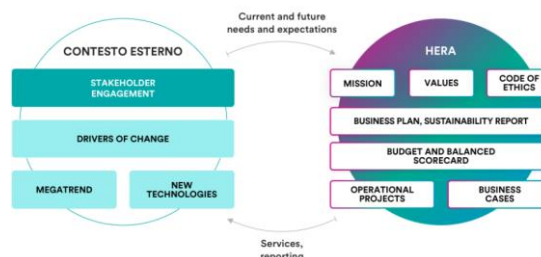 Current and future
needs and expectations
CONTESTO ESTERNO
STAKEHOLDER
ENGAGEMENT
DRIVERS OF CHANGE
MEGATREND
NEW
TECHNOLOGIES
HERA
MISSION
VALUES
CODE OF
ETHICS
BUSINESS PLAN, SUSTAINABILITY REPORT
BUDGET AND BALANCED
SCORECARD
OPERATIONAL
PROJECTS
BUSINESS
CASES
Services,
reporting